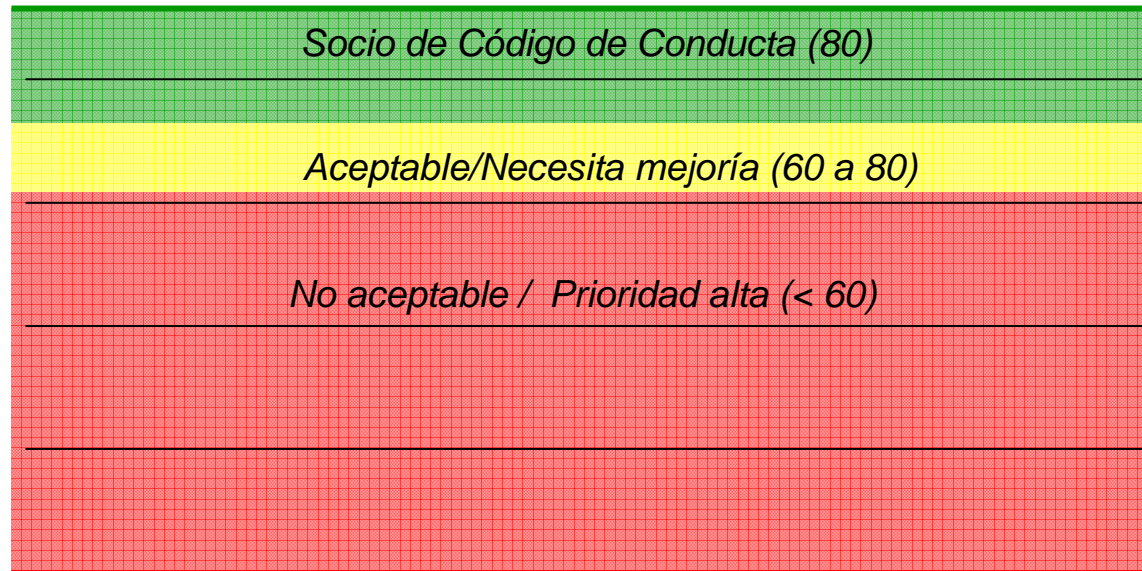 Socio de Código de Conducta (80)
Aceptable/Necesita mejoría (60 a 80)
No aceptable / Prioridad alta (< 60)